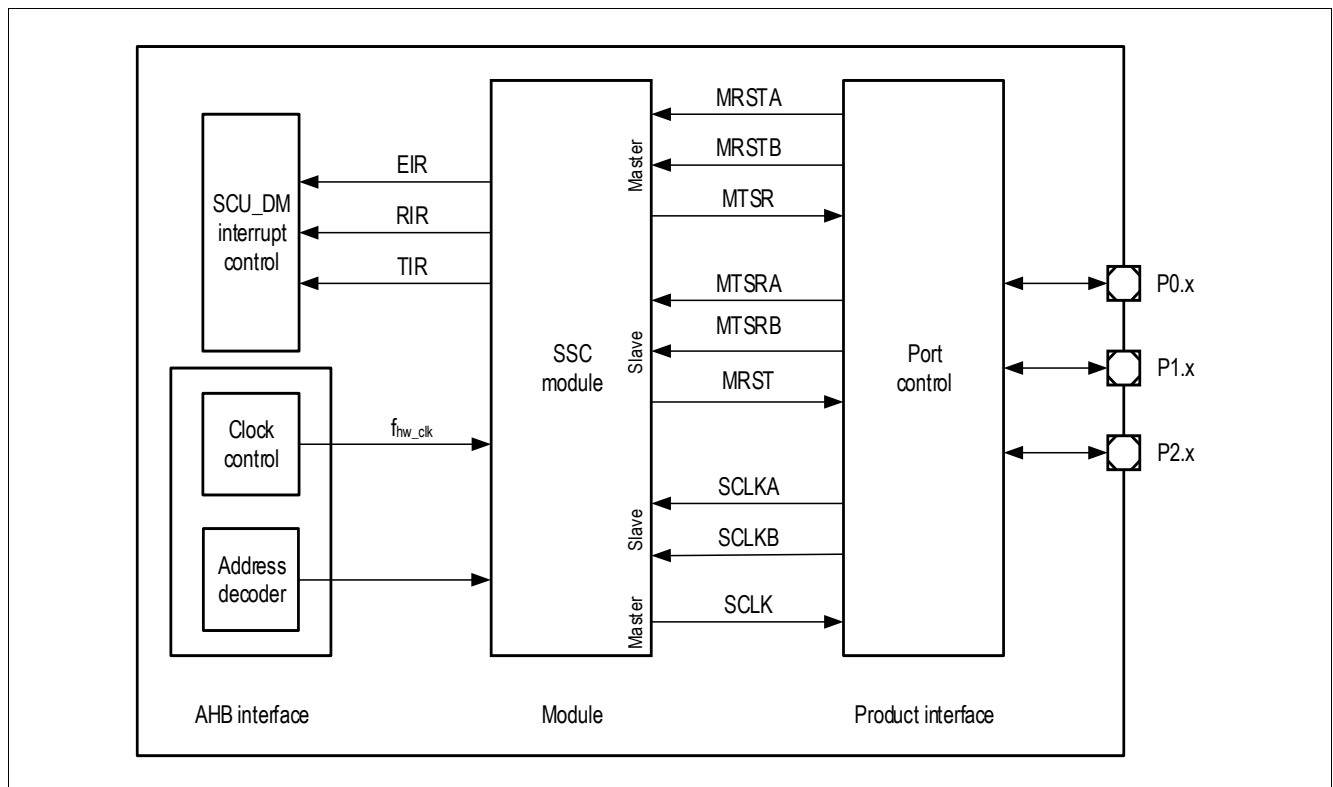 SCU_DM
interrupt
control
EIR
RIR
TIR
Clock
control
Address
decoder
f_hw_clk
SSC
module
Master
Slave
Slave
Master
MRSTA
MRSTB
MTSR
MTSRA
MTSRB
MRST
SCLKA
SCLKB
SCLK
Port
control
P0.x
P1.x
P2.x
AHB interface
Module
Product interface